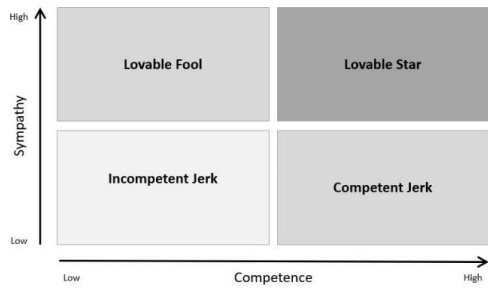 High
Lovable Fool
Lovable Star
Sympathy
Incompetent Jerk
Competent Jerk
Low
Low
Competence
High